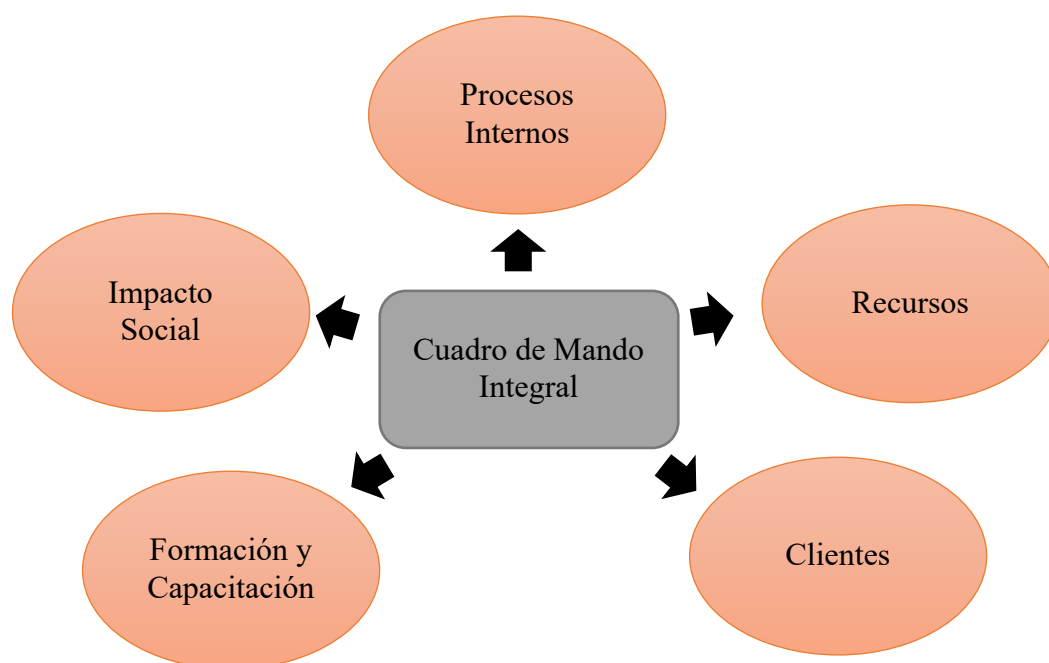 Procesos
Internos
Impacto
Social
Recursos
Cuadro de Mando
Integral
Formación y
Capacitación
Clientes